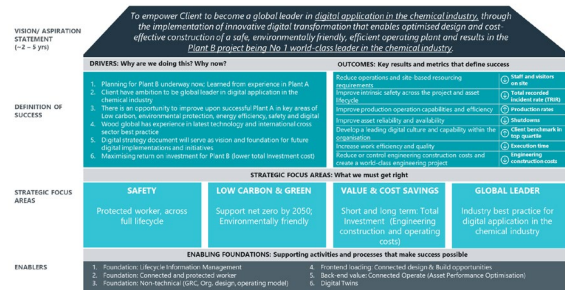 VISION/ ASPIRATION
STATEMENT
(~2 – 5 yrs)
To empower Client to become a global leader in digital application in the chemical industry, through
the implementation of innovative digital transformation that enables optimised design and cost-
effective construction of a safe, environmentally friendly, efficient operating plant and results in the
Plant B project being No 1 world-class leader in the chemical industry.
DEFINITION OF
SUCCESS
DRIVERS: Why are we doing this? Why now?
1. Planning for Plant B underway now: Learned from experience in Plant A
2. Client have ambition to be global leader in digital application in the
chemical industry
3. There is an opportunity to improve upon successful Plant A in key areas of
Low carbon, environmental protection, energy efficiency, safety and digital
4. Wood global has experience in latest technology and international cross
sector best practice
5. Digital strategy document will serve as vision and foundation for future
digital implementations and initiatives
6. Maximising return on investment for Plant B (lower total investment cost)
OUTCOMES: Key results and metrics that define success
Reduce operations and site-based resourcing
requirements
Staff and visitors
on site
Improve intrinsic safety across the project and asset
lifecycle
Total recorded
incident rate (TRIR)
Improve production operation capabilities and efficiency
Production rates
Improve asset reliability and availability
Shutdowns
Develop a leading digital culture and capability within the
organisation
Client benchmark in
top quartile
Increase work efficiency and quality
Execution time
Reduce or control engineering construction costs and
create a world-class engineering project
Engineering
construction costs
STRATEGIC FOCUS AREAS: What we must get right
STRATEGIC FOCUS
AREAS
SAFETY
Protected worker, across
full lifecycle
LOW CARBON & GREEN
Support net zero by 2050;
Environmentally friendly
VALUE & COST SAVINGS
Short and long term: Total
Investment (Engineering
construction and operating
costs)
GLOBAL LEADER
Industry best practice for
digital application in the
chemical industry
ENABLING FOUNDATIONS: Supporting activities and processes that make success possible
ENABLERS
1. Foundation: Lifecycle Information Management
2. Foundation: Connected and protected worker
3. Foundation: Non-technical (GRC, Org. design, operating model)
4. Frontend loading: Connected design & Build opportunities
5. Back-end value: Connected Operate (Asset Performance Optimisation)
6. Digital Twins